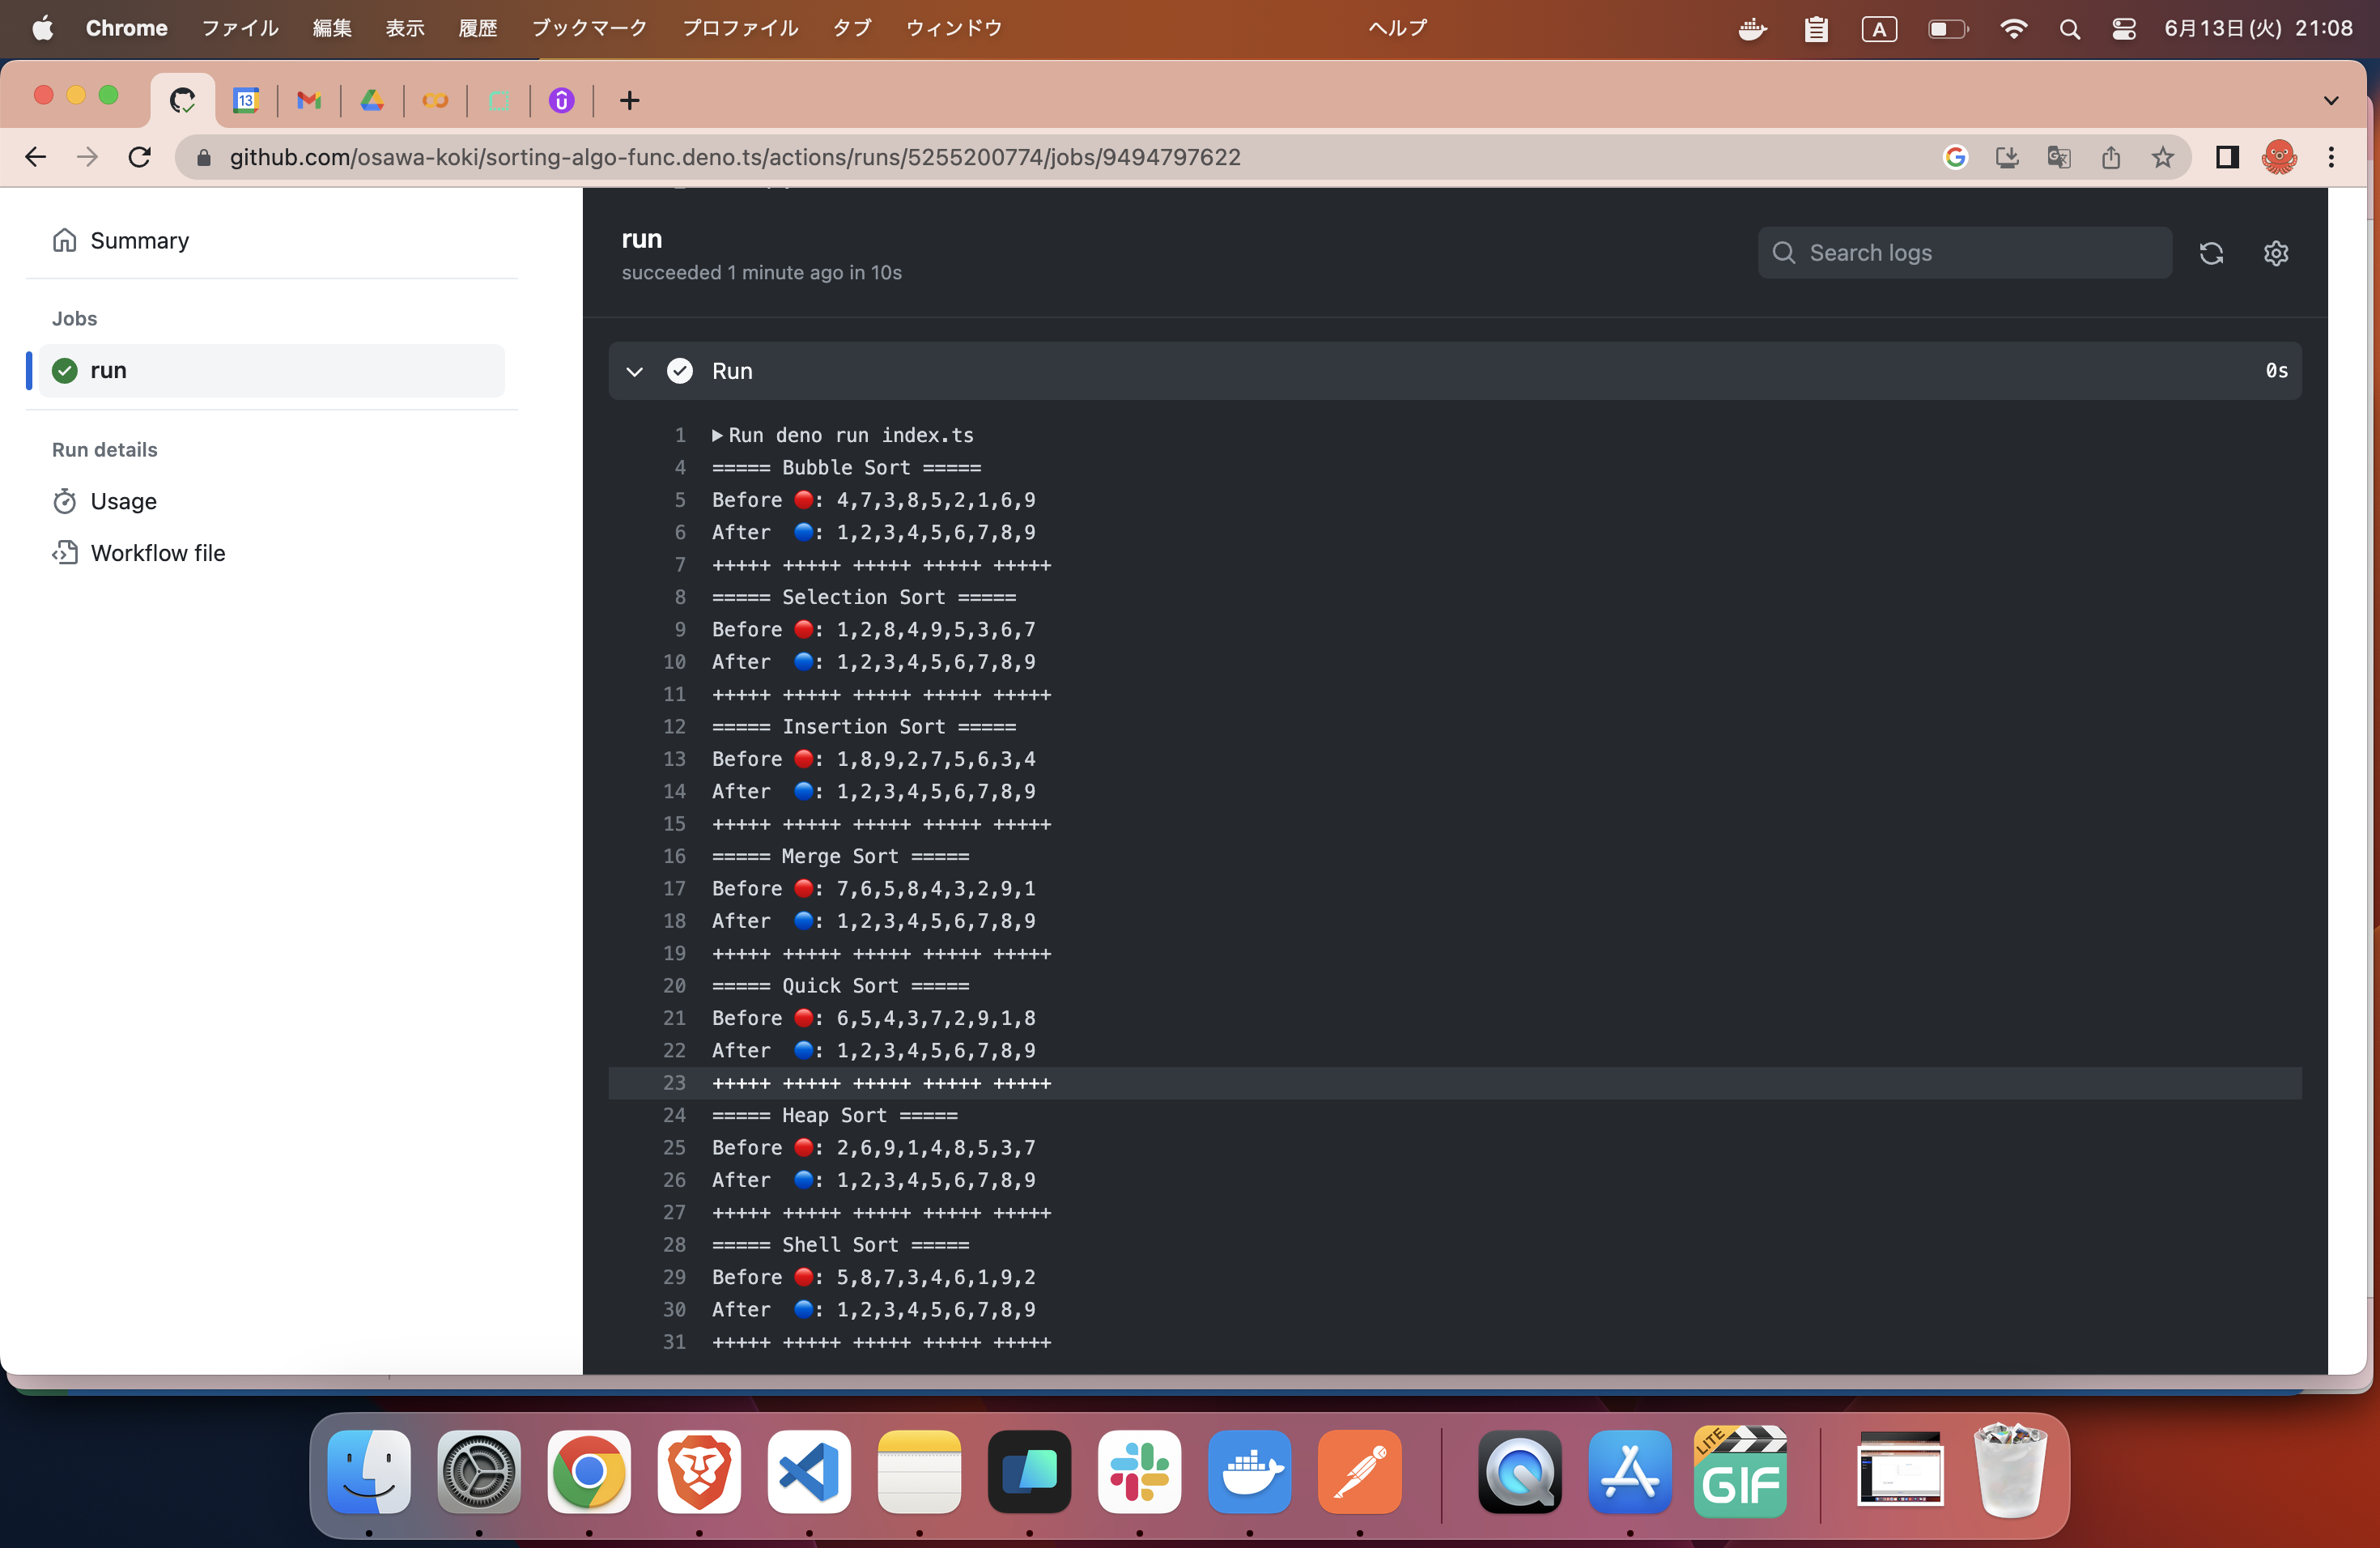 Chrome ファイル 編集 表示 履歴 ブックマーク プロファイル タブ ウィンドウ ヘルプ A 6月13日(火) 21:08
13
github.com/osawa-koki/sorting-algo-func.deno.ts/actions/runs/5255200774/jobs/9494797622
Summary
Jobs
run
Run details
Usage
Workflow file
run
succeeded 1 minute ago in 10s
Search logs
Run 0s
1 Run deno run index.ts
4 ===== Bubble Sort =====
5 Before 🔴: 4,7,3,8,5,2,1,6,9
6 After 🔵: 1,2,3,4,5,6,7,8,9
7 +++++ +++++ +++++ +++++ +++++
8 ===== Selection Sort =====
9 Before 🔴: 1,2,8,4,9,5,3,6,7
10 After 🔵: 1,2,3,4,5,6,7,8,9
11 +++++ +++++ +++++ +++++ +++++
12 ===== Insertion Sort =====
13 Before 🔴: 1,8,9,2,7,5,6,3,4
14 After 🔵: 1,2,3,4,5,6,7,8,9
15 +++++ +++++ +++++ +++++ +++++
16 ===== Merge Sort =====
17 Before 🔴: 7,6,5,8,4,3,2,9,1
18 After 🔵: 1,2,3,4,5,6,7,8,9
19 +++++ +++++ +++++ +++++ +++++
20 ===== Quick Sort =====
21 Before 🔴: 6,5,4,3,7,2,9,1,8
22 After 🔵: 1,2,3,4,5,6,7,8,9
23 +++++ +++++ +++++ +++++ +++++
24 ===== Heap Sort =====
25 Before 🔴: 2,6,9,1,4,8,5,3,7
26 After 🔵: 1,2,3,4,5,6,7,8,9
27 +++++ +++++ +++++ +++++ +++++
28 ===== Shell Sort =====
29 Before 🔴: 5,8,7,3,4,6,1,9,2
30 After 🔵: 1,2,3,4,5,6,7,8,9
31 +++++ +++++ +++++ +++++ +++++
LITE
GIF